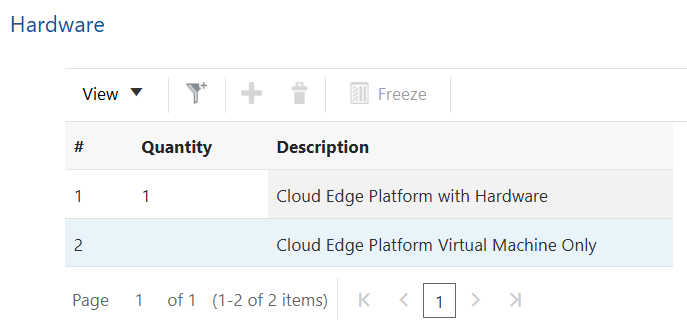 Hardware
View Freeze
# Quantity Description
1 1 Cloud Edge Platform with Hardware
2 Cloud Edge Platform Virtual Machine Only
Page 1 of 1 (1-2 of 2 items) 1